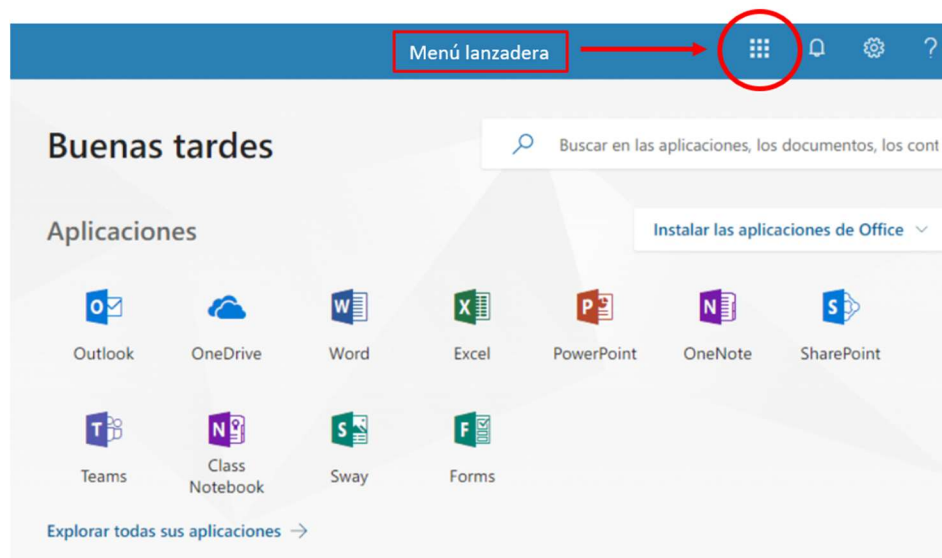 Menú lanzadera
?
Buenas tardes
Buscar en las aplicaciones, los documentos, los cont
Aplicaciones
Instalar las aplicaciones de Office
Outlook OneDrive Word Excel PowerPoint OneNote SharePoint
Teams Class Notebook Sway Forms
Explorar todas sus aplicaciones →